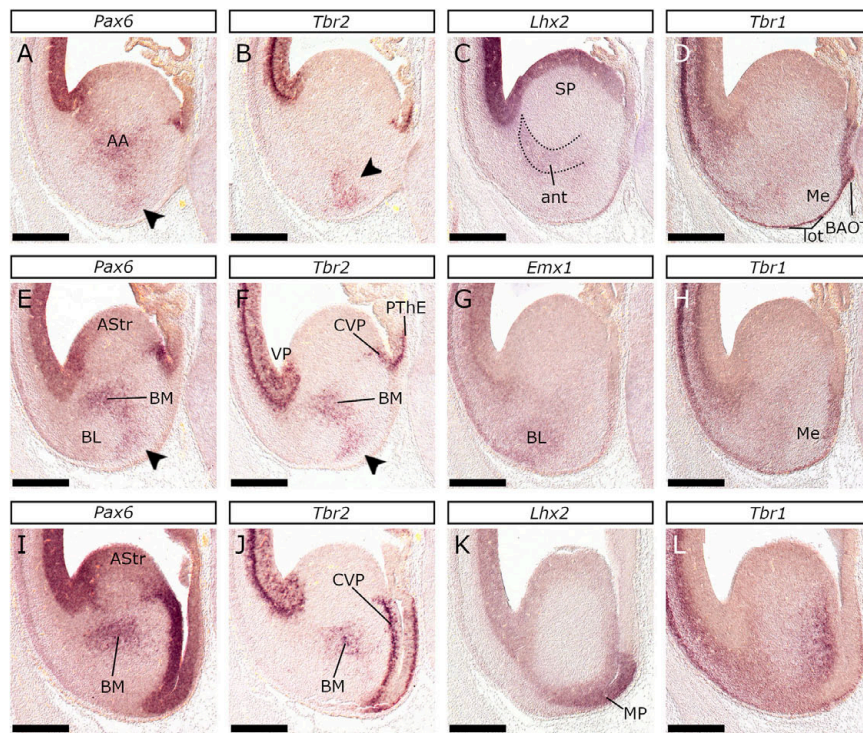 Pax6 Tbr2 Lhx2 Tbr1
A B C D
SP
AA
ant
Me
BAOT
lot
Pax6 Tbr2 Emx1 Tbr1
E F G H
PThE
AStr
CVP
VP
BM BM
BL BL
Me
Pax6 Tbr2 Lhx2 Tbr1
I J K L
AStr
CVP
BM BM
MP